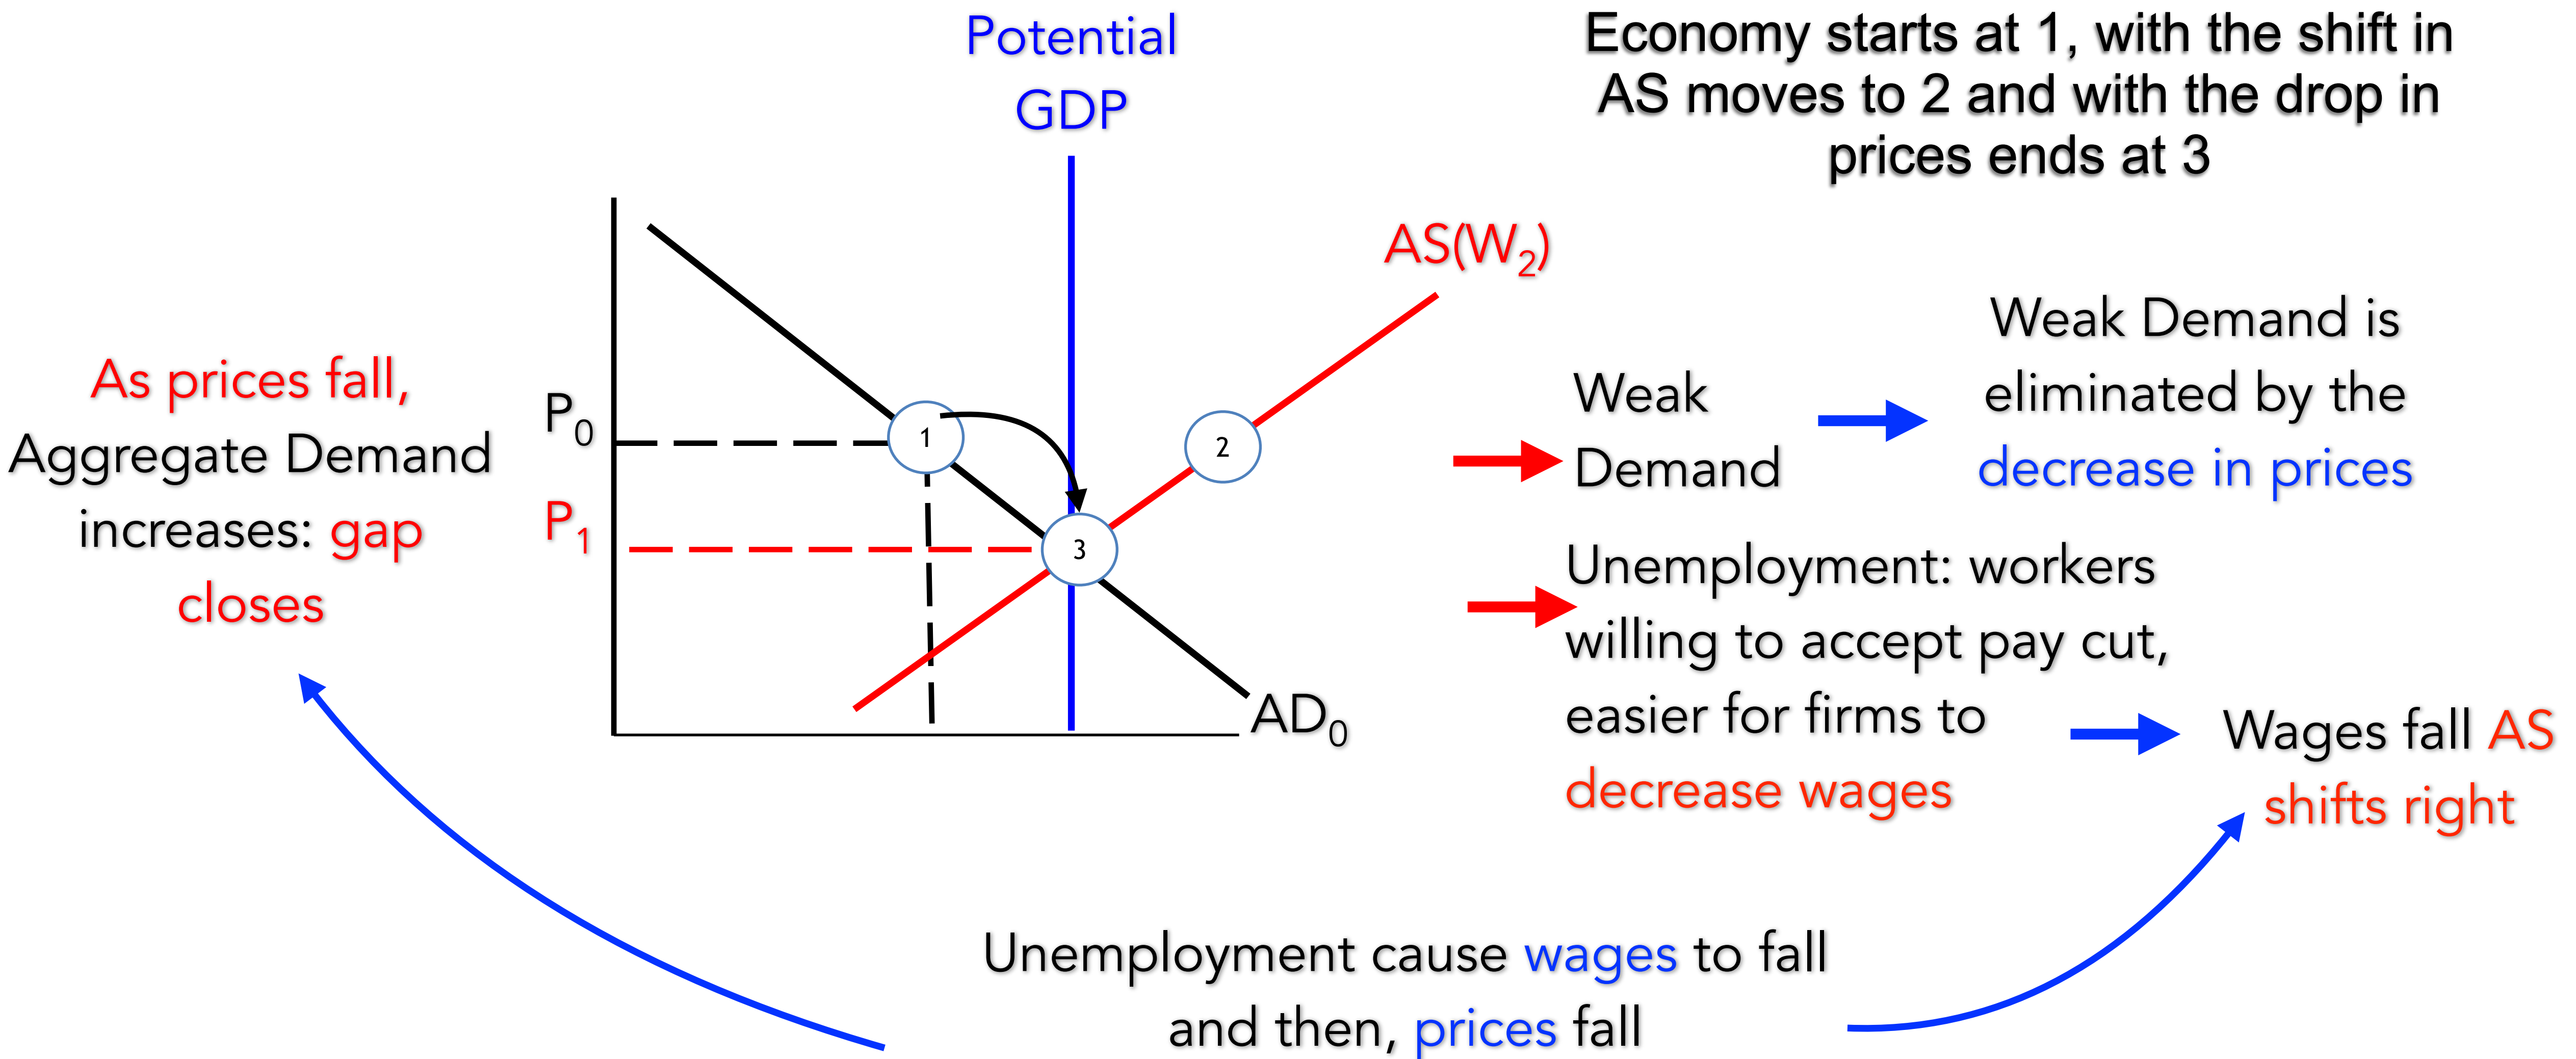 Potential
GDP
Economy starts at 1, with the shift in
AS moves to 2 and with the drop in
prices ends at 3
As prices fall,
Aggregate Demand
increases: gap
closes
P₀
P₁
1
2
3
AS(W₂)
AD₀
Weak
Demand
Weak Demand is
eliminated by the
decrease in prices
Unemployment: workers
willing to accept pay cut,
easier for firms to
decrease wages
Wages fall AS
shifts right
Unemployment cause wages to fall
and then, prices fall